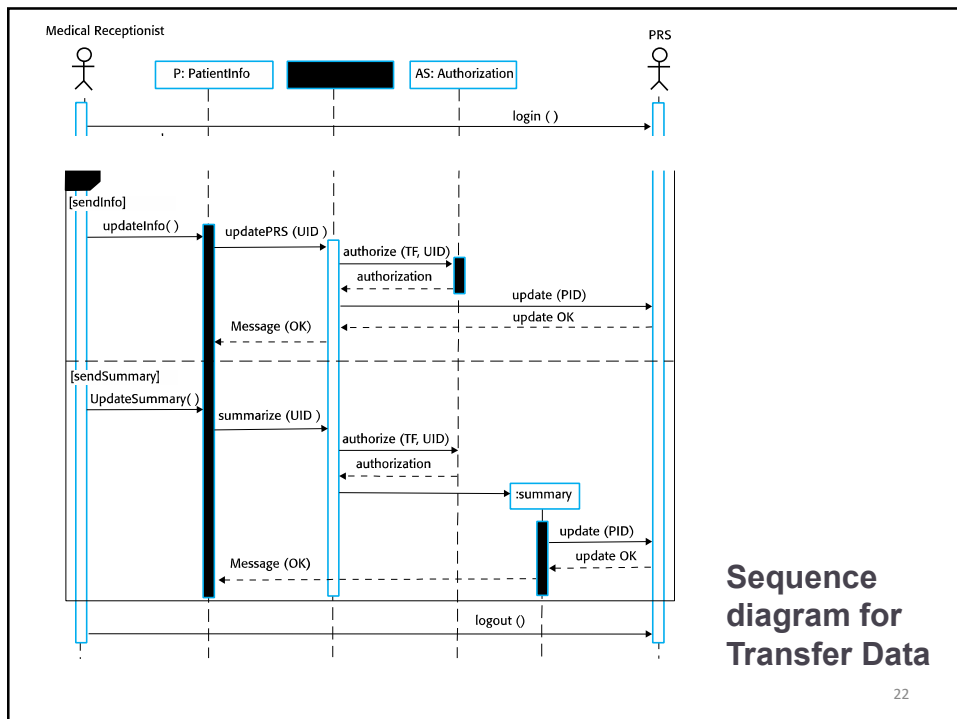 Medical Receptionist
PRS
P: PatientInfo
AS: Authorization
login ( )
[sendInfo]
updateInfo( )
updatePRS (UID )
authorize (TF, UID)
authorization
update (PID)
update OK
Message (OK)
[sendSummary]
UpdateSummary( )
summarize (UID )
authorize (TF, UID)
authorization
:summary
update (PID)
update OK
Message (OK)
logout ()
Sequence
diagram for
Transfer Data
22